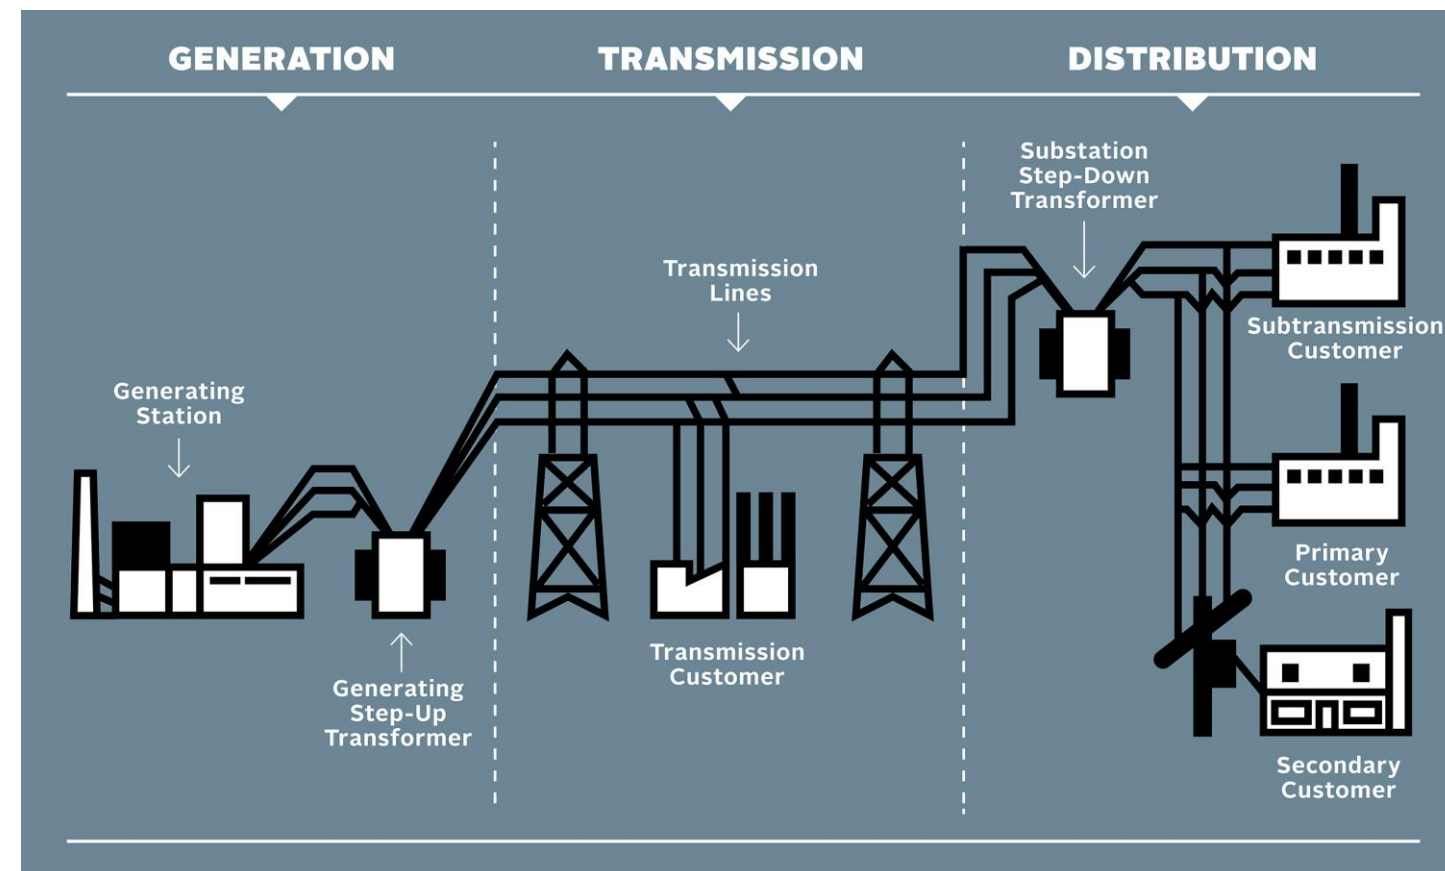 GENERATION
TRANSMISSION
DISTRIBUTION
Generating
Station
Generating
Step-Up
Transformer
Transmission
Lines
Transmission
Customer
Substation
Step-Down
Transformer
Subtransmission
Customer
Primary
Customer
Secondary
Customer